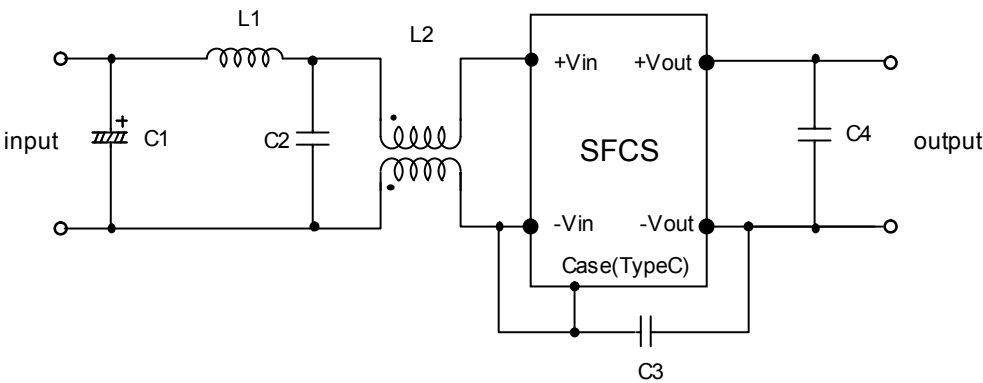 L1
L2
+Vin
+Vout
input
+
C1
C2
SFCS
C4
output
-Vin
-Vout
Case(TypeC)
C3